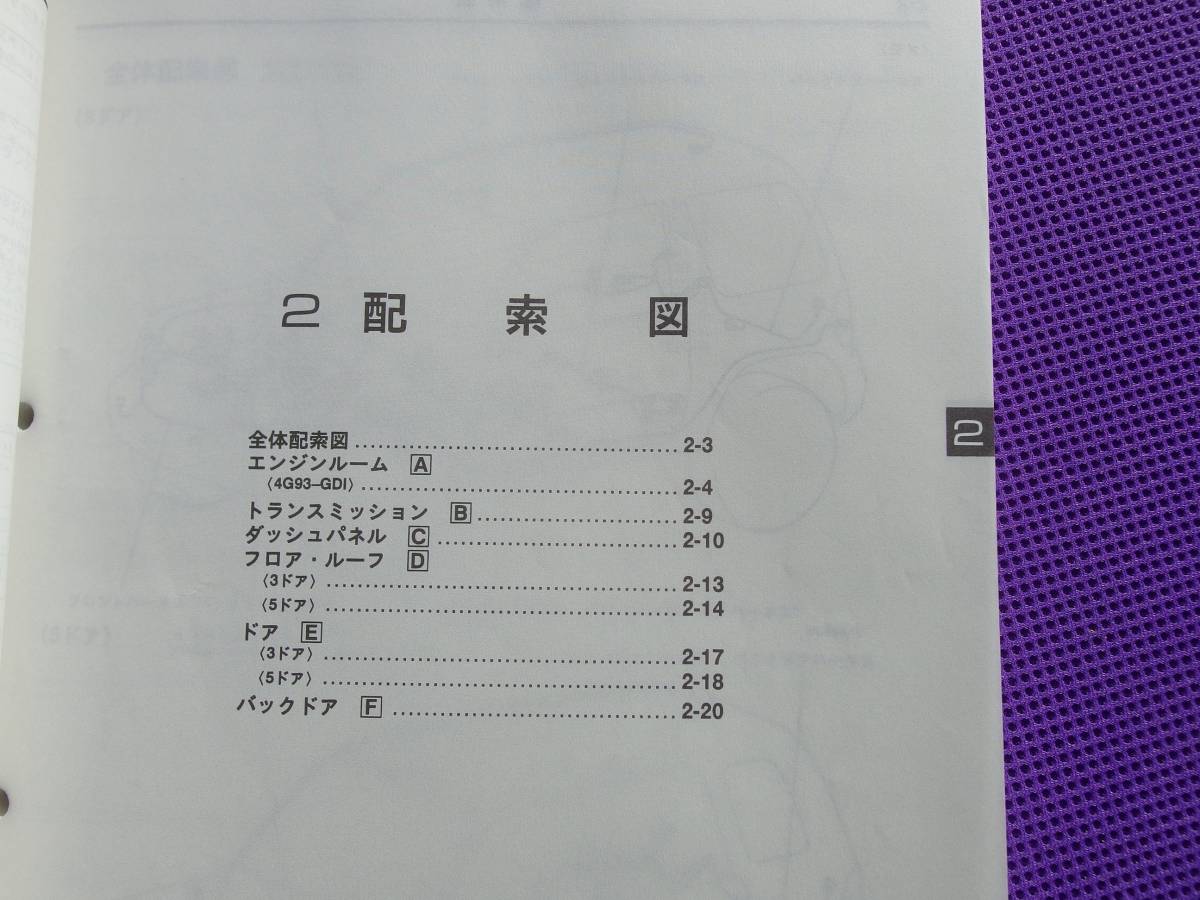 2 配 索 図
全体配索図 ........................................ 2-3
エンジンルーム A
〈4G93–GDI〉 ........................................ 2-4
トランスミッション B ......................... 2-9
ダッシュパネル C .............................. 2-10
フロア・ルーフ D
〈3ドア〉 ............................................ 2-13
〈5ドア〉 ............................................ 2-14
ドア E
〈3ドア〉 ............................................ 2-17
〈5ドア〉 ............................................ 2-18
バックドア F .................................... 2-20
2